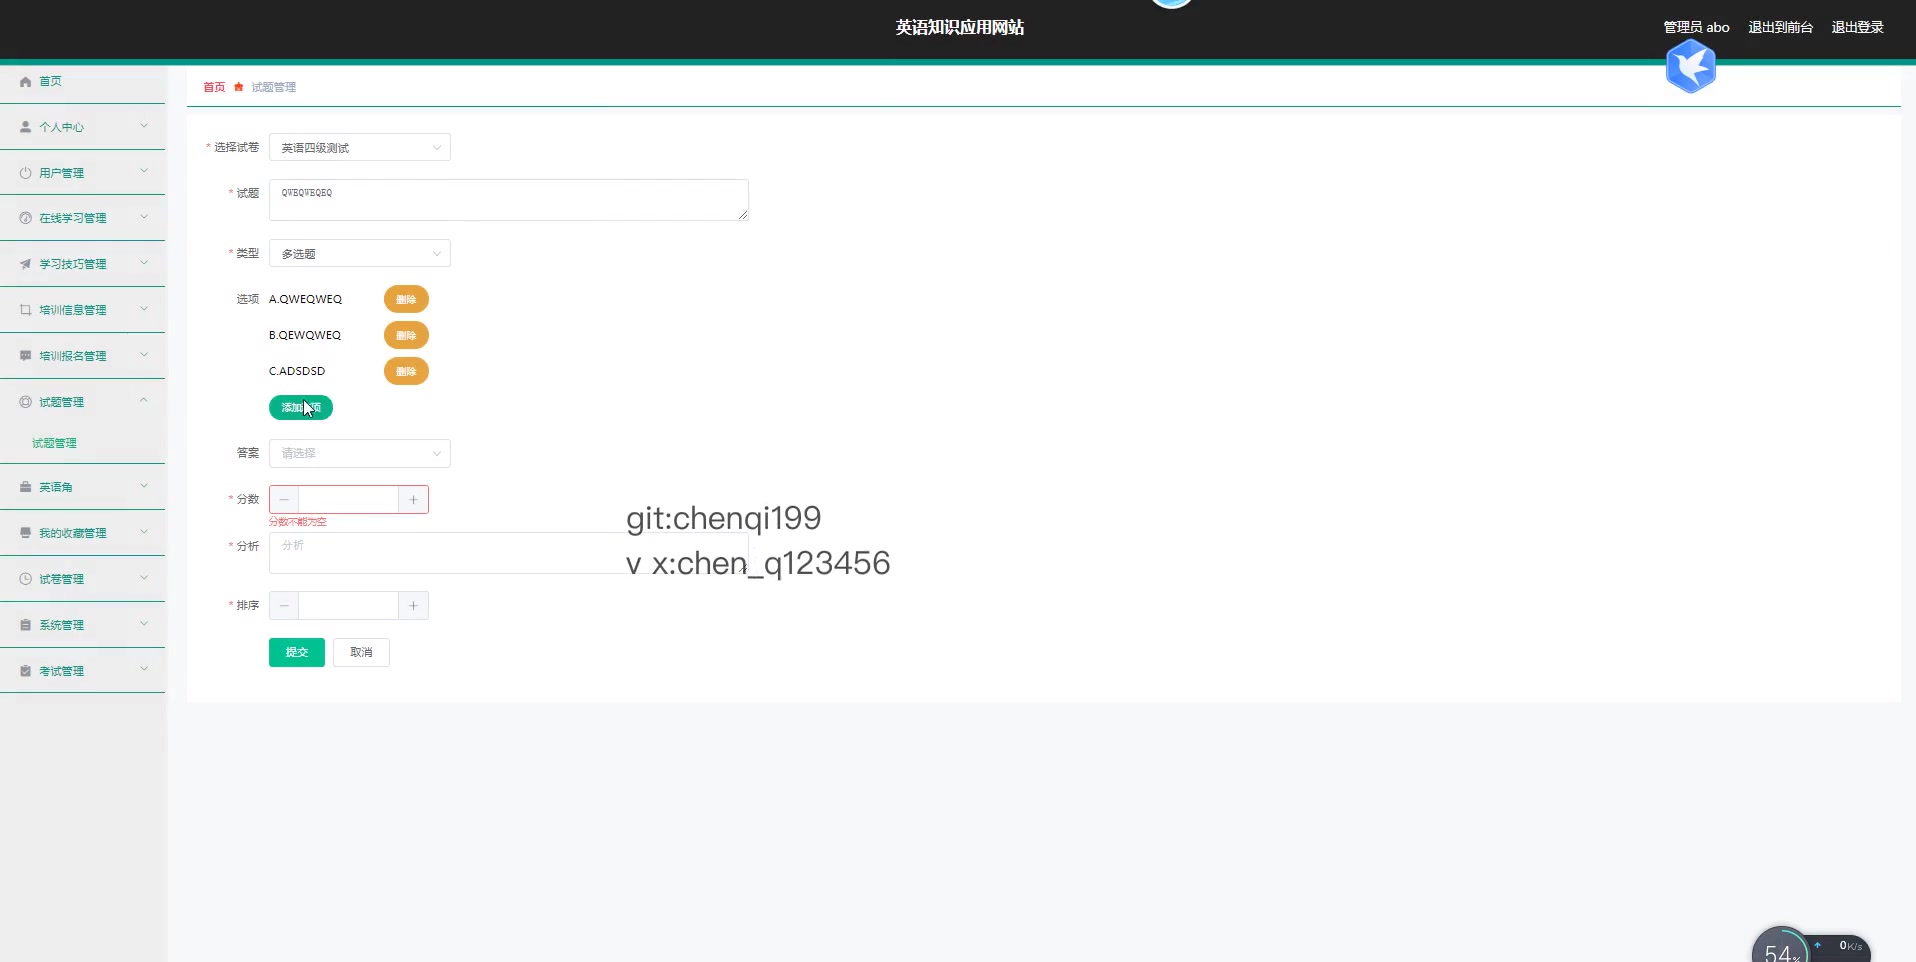 英语知识应用网站
管理员 abo 退出到前台 退出登录
首页
个人中心
用户管理
在线学习管理
学习技巧管理
培训信息管理
培训报名管理
试题管理
试题管理
英语角
我的收藏管理
试卷管理
系统管理
考试管理
首页 试题管理
* 选择试卷 英语四级测试
* 试题 QWEQWEQEQ
* 类型 多选题
选项 A.QWEQWEQ 删除
B.QEWQWEQ 删除
C.ADSDSD 删除
添加 项
答案 请选择
* 分数
分数不能为空
* 分析 分析
* 排序
提交 取消
git:chenqi199
v x:chen_q123456
54% 0K/s